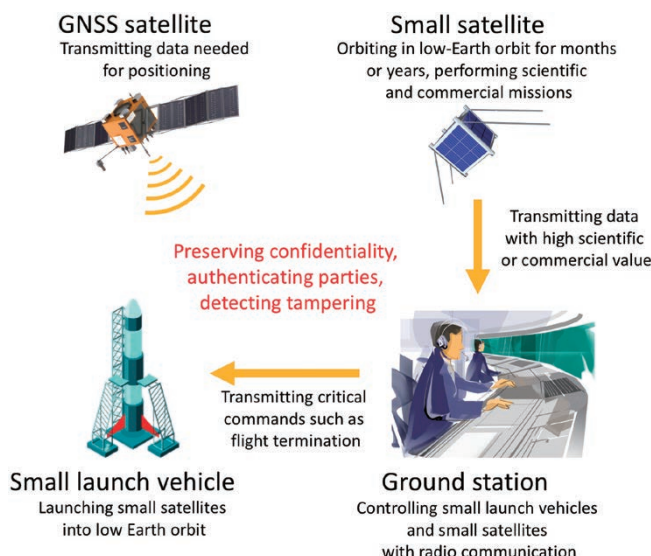 GNSS satellite
Transmitting data needed
for positioning
Small satellite
Orbiting in low-Earth orbit for months
or years, performing scientific
and commercial missions
Transmitting data
with high scientific
or commercial value
Preserving confidentiality,
authenticating parties,
detecting tampering
Transmitting critical
commands such as
flight termination
Small launch vehicle
Launching small satellites
into low Earth orbit
Ground station
Controlling small launch vehicles
and small satellites
with radio communication